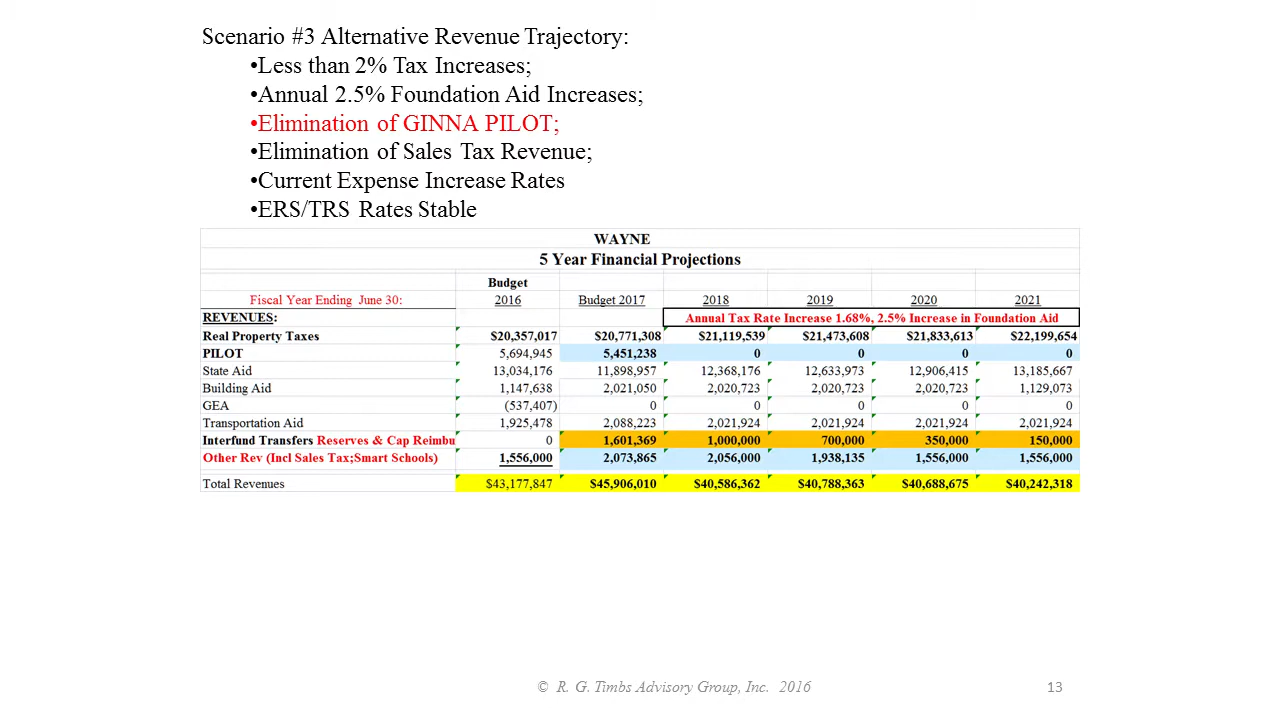 Scenario #3 Alternative Revenue Trajectory:
•Less than 2% Tax Increases;
•Annual 2.5% Foundation Aid Increases;
•Elimination of GINNA PILOT;
•Elimination of Sales Tax Revenue;
•Current Expense Increase Rates
•ERS/TRS Rates Stable
WAYNE
5 Year Financial Projections
Budget
Fiscal Year Ending June 30: 2016 Budget 2017 2018 2019 2020 2021
REVENUES: Annual Tax Rate Increase 1.68%, 2.5% Increase in Foundation Aid
Real Property Taxes $20,357,017 $20,771,308 $21,119,539 $21,473,608 $21,833,613 $22,199,654
PILOT 5,694,945 5,451,238 0 0 0 0
State Aid 13,034,176 11,898,957 12,368,176 12,633,973 12,906,415 13,185,667
Building Aid 1,147,638 2,021,050 2,020,723 2,020,723 2,020,723 1,129,073
GEA (537,407) 0 0 0 0 0
Transportation Aid 1,925,478 2,088,223 2,021,924 2,021,924 2,021,924 2,021,924
Interfund Transfers Reserves & Cap Reimbu 0 1,601,369 1,000,000 700,000 350,000 150,000
Other Rev (Incl Sales Tax;Smart Schools) 1,556,000 2,073,865 2,056,000 1,938,135 1,556,000 1,556,000
Total Revenues $43,177,847 $45,906,010 $40,586,362 $40,788,363 $40,688,675 $40,242,318
© R. G. Timbs Advisory Group, Inc. 2016 13